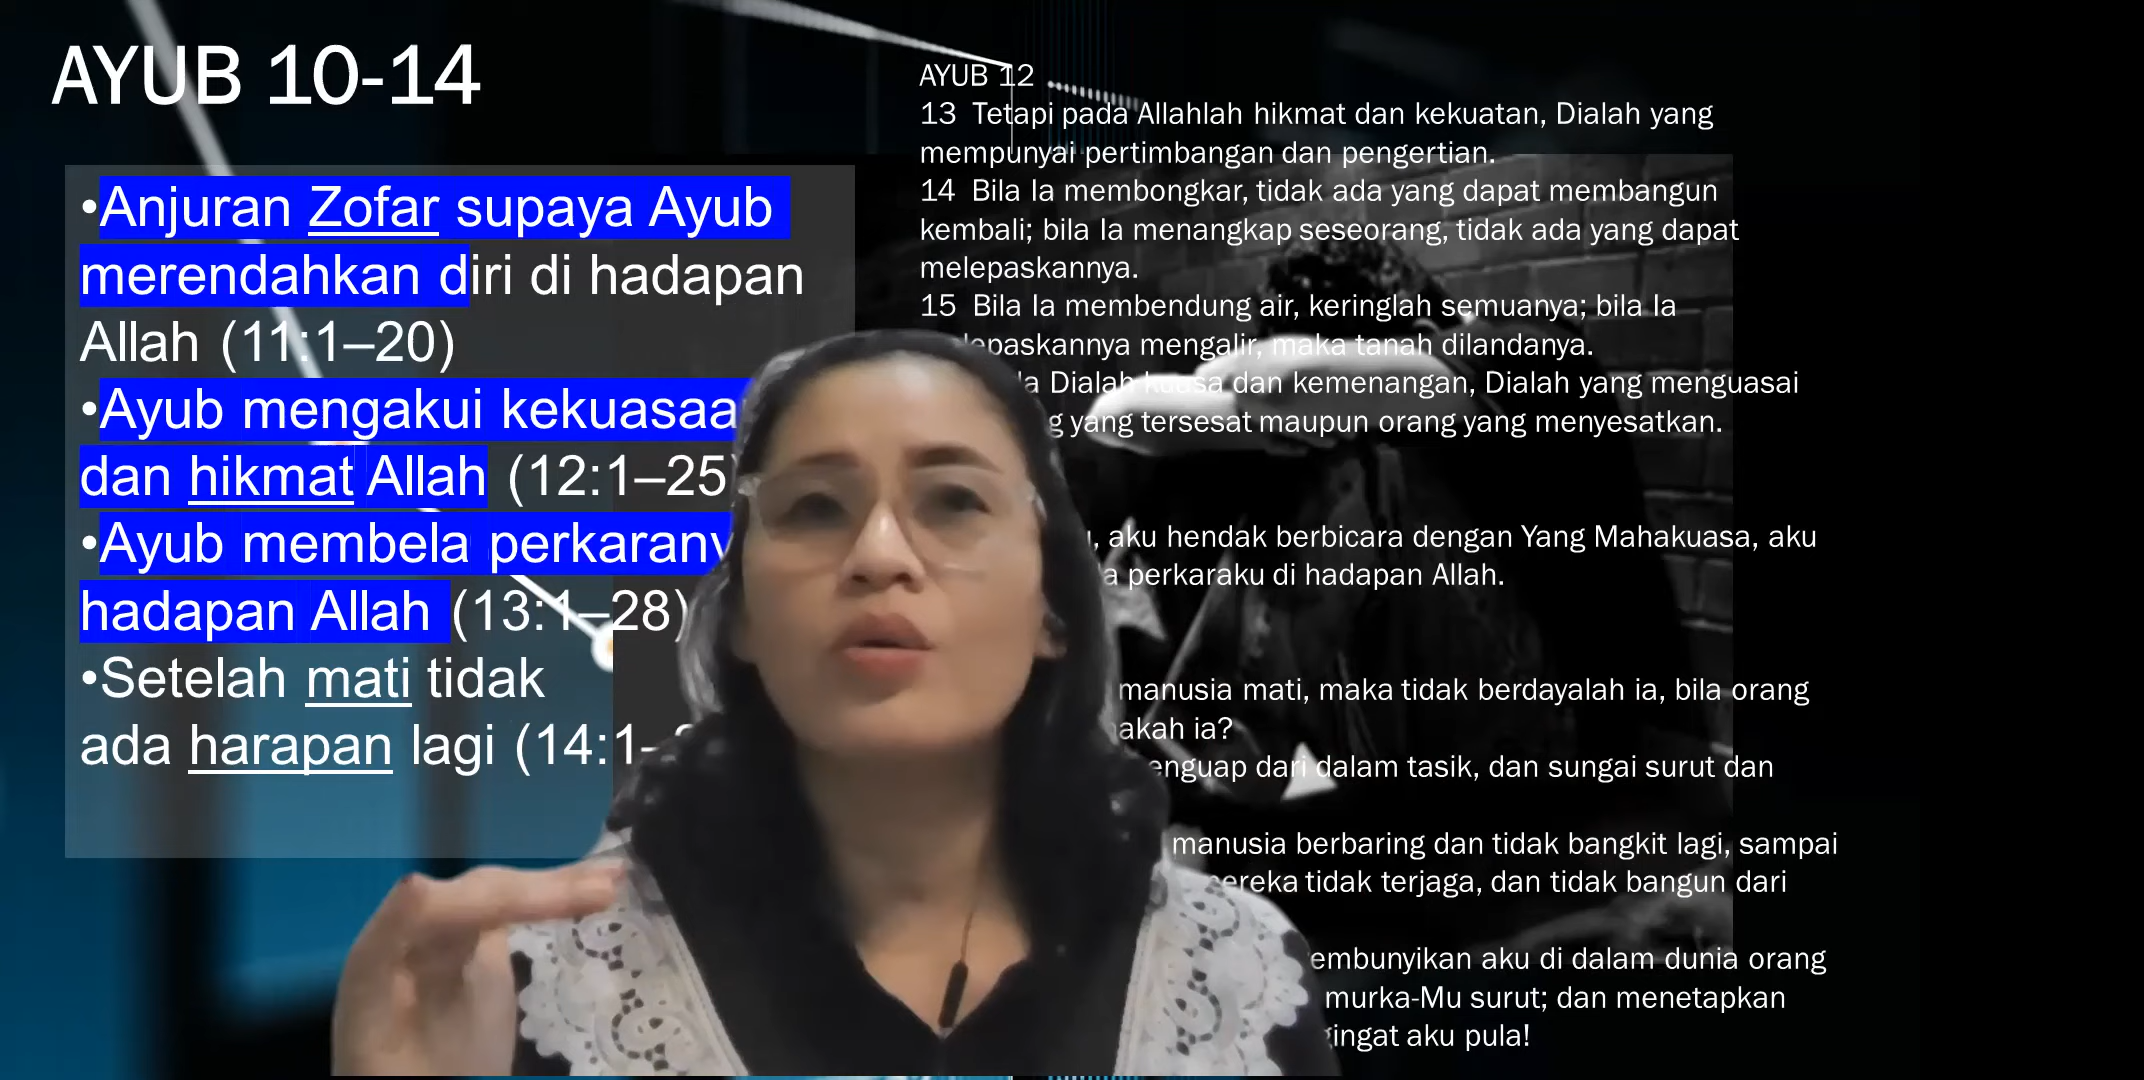 AYUB 10-14
•Anjuran Zofar supaya Ayub
merendahkan diri di hadapan
Allah (11:1–20)
•Ayub mengakui kekuasaa
dan hikmat Allah (12:1–25)
•Ayub membela
hadapan Allah (13:1–28)
•Setelah mati tidak
ada harapan lagi (14:1–
AYUB 12
13 Tetapi pada Allahlah hikmat dan kekuatan, Dialah yang
mempunyai pertimbangan dan pengertian.
14 Bila Ia membongkar, tidak ada yang dapat membangun
kembali; bila Ia menangkap seseorang, tidak ada yang dapat
melepaskannya.
15 Bila Ia membendung air, keringlah semuanya; bila Ia
mengalir, maka tanah dilandanya.
Dialah kuasa dan kemenangan, Dialah yang menguasai
yang tersesat maupun orang yang menyesatkan.
aku hendak berbicara dengan Yang Mahakuasa, aku
perkaraku di hadapan Allah.
manusia mati, maka tidak berdayalah ia, bila orang
ia?
dari dalam tasik, dan sungai surut dan
manusia berbaring dan tidak bangkit lagi, sampai
tidak terjaga, dan tidak bangun dari
aku di dalam dunia orang
murka-Mu surut; dan menetapkan
aku pula!